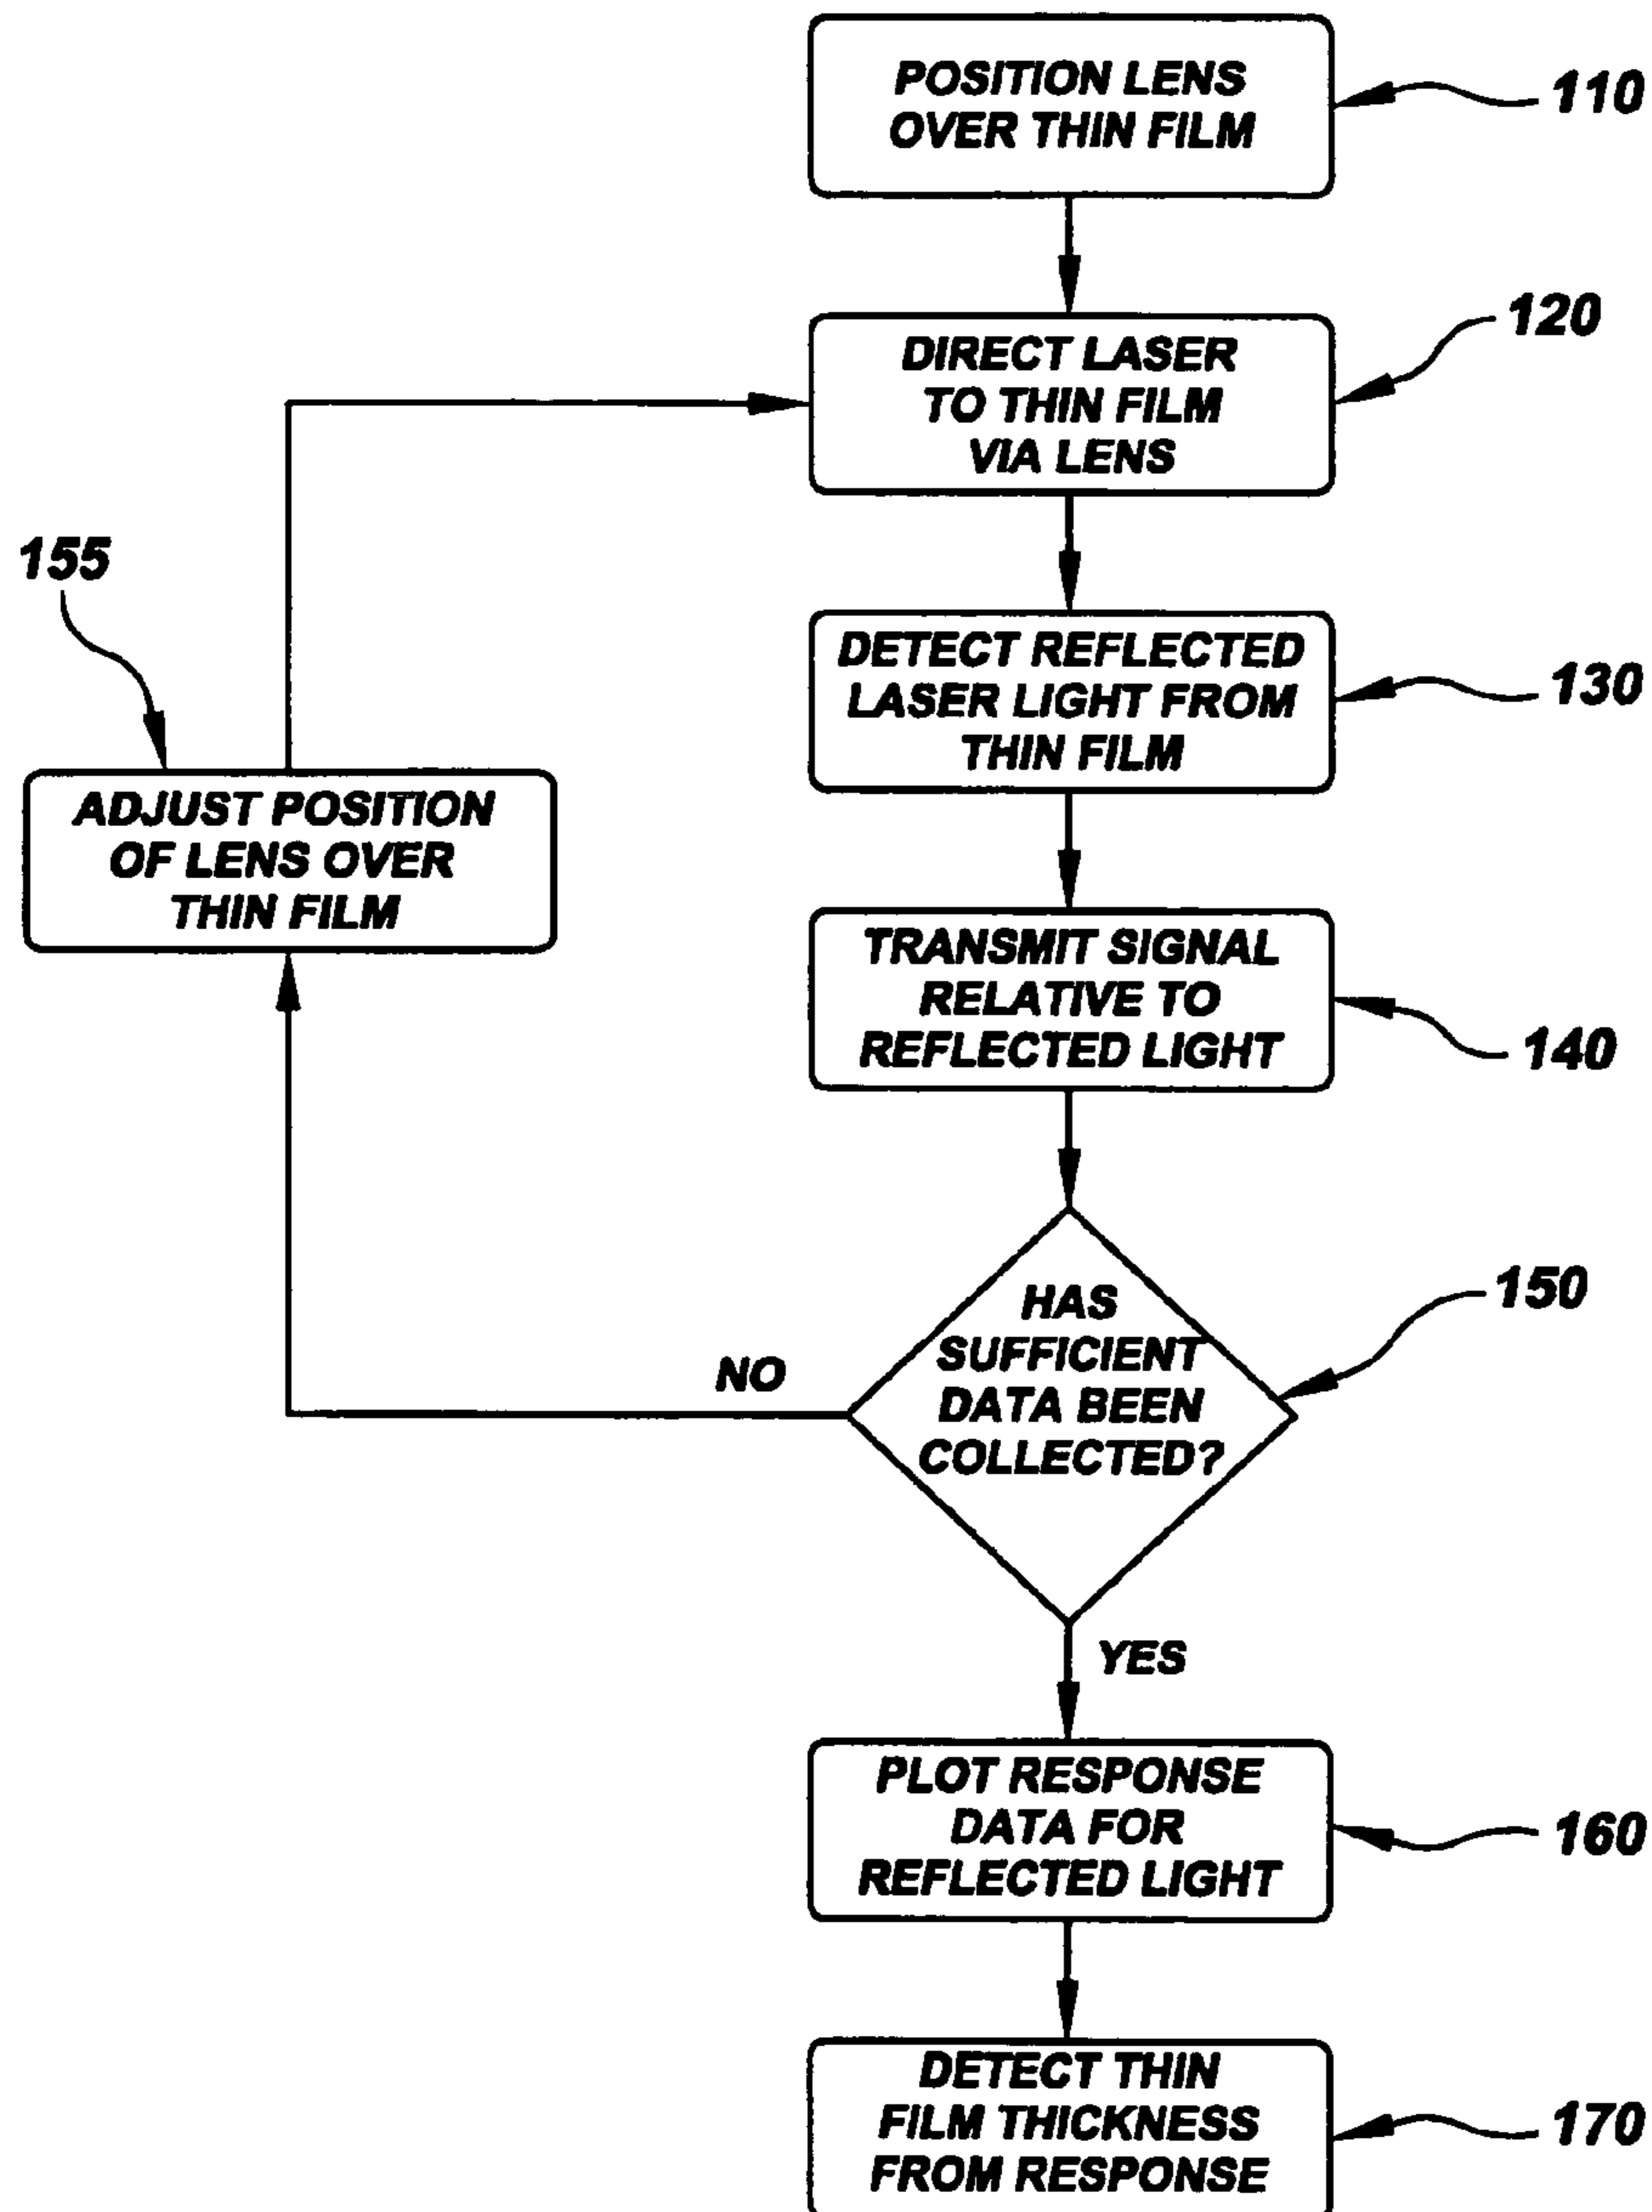 POSITION LENS
OVER THIN FILM
110
DIRECT LASER
TO THIN FILM
VIA LENS
120
DETECT REFLECTED
LASER LIGHT FROM
THIN FILM
130
155
ADJUST POSITION
OF LENS OVER
THIN FILM
TRANSMIT SIGNAL
RELATIVE TO
REFLECTED LIGHT
140
HAS
SUFFICIENT
DATA BEEN
COLLECTED?
150
NO
YES
PLOT RESPONSE
DATA FOR
REFLECTED LIGHT
160
DETECT THIN
FILM THICKNESS
FROM RESPONSE
170